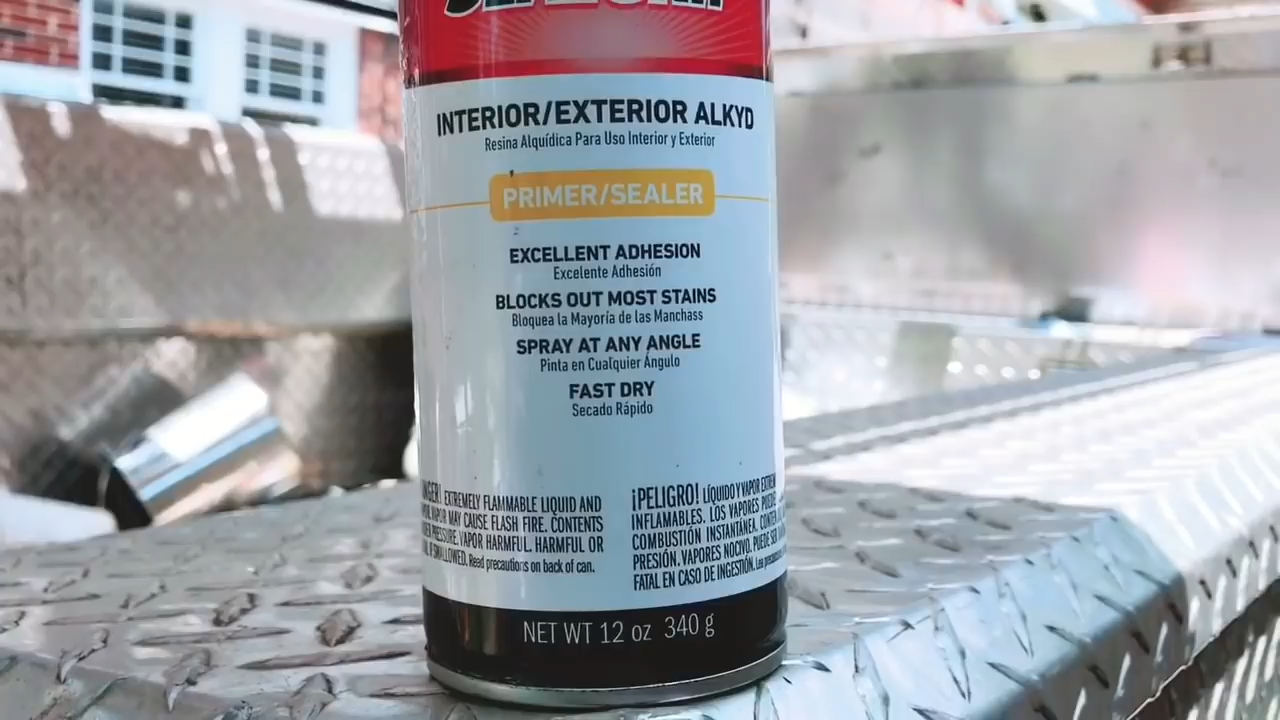 INTERIOR/EXTERIOR ALKYD
Resina Alquídica Para Uso Interior y Exterior
PRIMER/SEALER
EXCELLENT ADHESION
Excelente Adhesión
BLOCKS OUT MOST STAINS
Bloquea la Mayoría de las Manchass
SPRAY AT ANY ANGLE
Pinta en Cualquier Ángulo
FAST DRY
Secado Rápido
EXTREMELY FLAMMABLE LIQUID AND
VAPOR MAY CAUSE FLASH FIRE. CONTENTS
PRESSURE. VAPOR HARMFUL. HARMFUL OR
SWALLOWED. Read precautions on back of can.
¡PELIGRO! LÍQUIDO Y VAPOR
INFLAMABLES. LOS VAPORES
COMBUSTIÓN INSTANTÁNEA.
PRESIÓN. VAPORES NOCIVO. PUEDE
FATAL EN CASO DE INGESTIÓN.
NET WT 12 oz 340 g